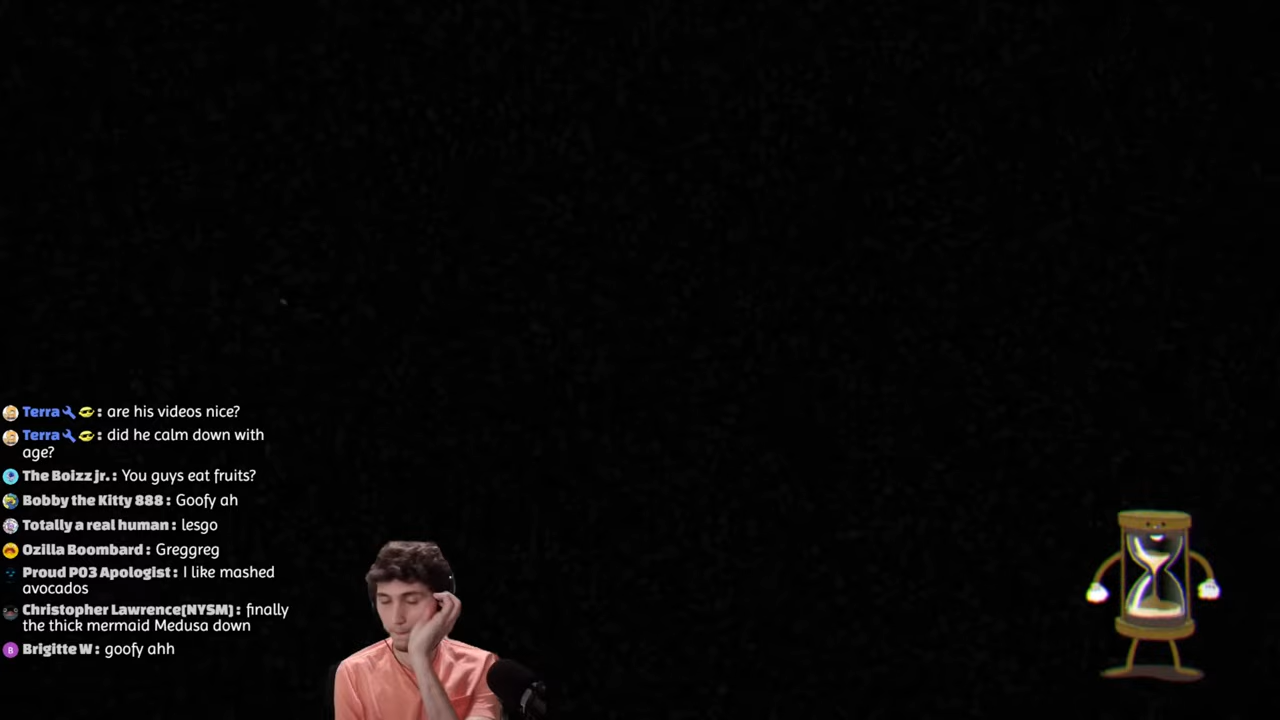 Terra: are his videos nice?
Terra: did he calm down with
age?
The Boizz jr.: You guys eat fruits?
Bobby the Kitty 888: Goofy ah
Totally a real human: lesgo
Ozilla Boombard: Greggreg
Proud P03 Apologist: I like mashed
avocados
Christopher Lawrence(NYSM): finally
the thick mermaid Medusa down
B Brigitte W: goofy ahh